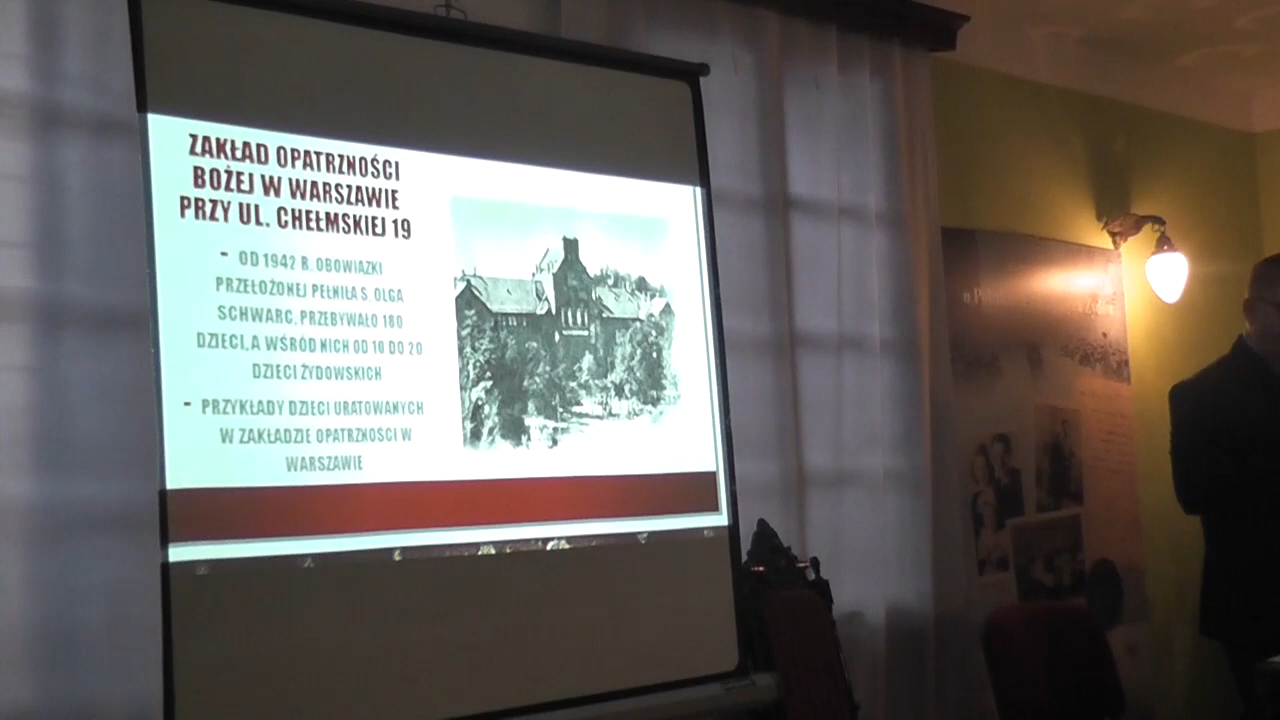 ZAKŁAD OPATRZNOŚCI
BOŻEJ W WARSZAWIE
PRZY UL. CHEŁMSKIEJ 19
- OD 1942 R. OBOWIĄZKI
PRZEŁOŻONEJ PEŁNIŁA S. OLGA
SCHWARC. PRZEBYWAŁO 180
DZIECI, A WŚRÓD NICH OD 10 DO 20
DZIECI ŻYDOWSKICH
- PRZYKŁADY DZIECI URATOWANYCH
W ZAKŁADZIE OPATRZNOŚCI W
WARSZAWIE